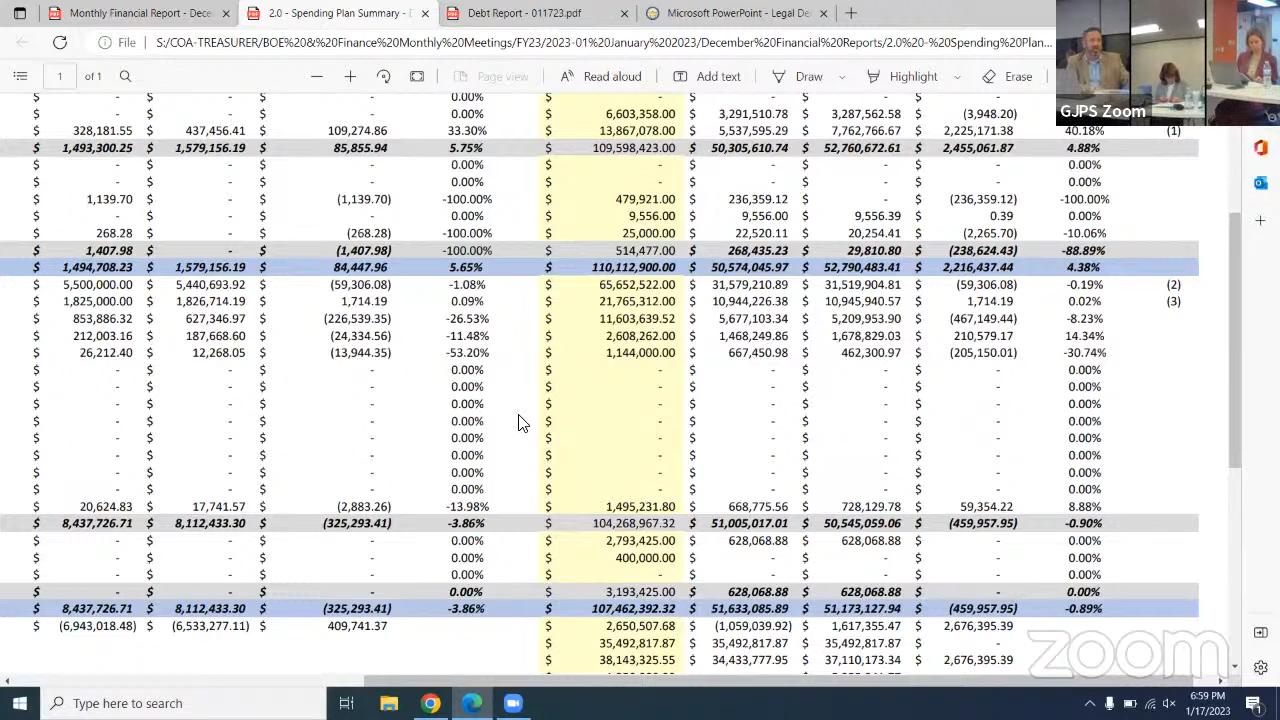 Monthly Financial Report - Dece
2.0 - Spending Plan Summary - D
Debt Report - 011723.pdf
Microsoft PowerPoint - Legal De
File S:/COA-TREASURER/BOE%20&%20Finance%20Monthly%20Meetings/FY23/2023-01%20January%202023/December%20Financial%20Reports/2.0%20-%20Spending%20Plan...
1 of 1 Page view Read aloud Add text Draw Highlight Erase
GJPS Zoom
$ - $ - $ - 0.00% $ - $ - $ - $ - 0.00%
$ - $ - $ - 0.00% $ 6,603,358.00 $ 3,291,510.78 $ 3,287,562.58 $ (3,948.20)
$ 328,181.55 $ 437,456.41 $ 109,274.86 33.30% $ 13,867,078.00 $ 5,537,595.29 $ 7,762,766.67 $ 2,225,171.38 40.18% (1)
$ 1,493,300.25 $ 1,579,156.19 $ 85,855.94 5.75% $ 109,598,423.00 $ 50,305,610.74 $ 52,760,672.61 $ 2,455,061.87 4.88%
$ - $ - $ - 0.00% $ - $ - $ - $ - 0.00%
$ - $ - $ - 0.00% $ - $ - $ - $ - 0.00%
$ 1,139.70 $ - $ (1,139.70) -100.00% $ 479,921.00 $ 236,359.12 $ - $ (236,359.12) -100.00%
$ - $ - $ - 0.00% $ 9,556.00 $ 9,556.00 $ 9,556.39 $ 0.39 0.00%
$ 268.28 $ - $ (268.28) -100.00% $ 25,000.00 $ 22,520.11 $ 20,254.41 $ (2,265.70) -10.06%
$ 1,407.98 $ - $ (1,407.98) -100.00% $ 514,477.00 $ 268,435.23 $ 29,810.80 $ (238,624.43) -88.89%
$ 1,494,708.23 $ 1,579,156.19 $ 84,447.96 5.65% $ 110,112,900.00 $ 50,574,045.97 $ 52,790,483.41 $ 2,216,437.44 4.38%
$ 5,500,000.00 $ 5,440,693.92 $ (59,306.08) -1.08% $ 65,652,522.00 $ 31,579,210.89 $ 31,519,904.81 $ (59,306.08) -0.19% (2)
$ 1,825,000.00 $ 1,826,714.19 $ 1,714.19 0.09% $ 21,765,312.00 $ 10,944,226.38 $ 10,945,940.57 $ 1,714.19 0.02% (3)
$ 853,886.32 $ 627,346.97 $ (226,539.35) -26.53% $ 11,603,639.52 $ 5,677,103.34 $ 5,209,953.90 $ (467,149.44) -8.23%
$ 212,003.16 $ 187,668.60 $ (24,334.56) -11.48% $ 2,608,262.00 $ 1,468,249.86 $ 1,678,829.03 $ 210,579.17 14.34%
$ 26,212.40 $ 12,268.05 $ (13,944.35) -53.20% $ 1,144,000.00 $ 667,450.98 $ 462,300.97 $ (205,150.01) -30.74%
$ - $ - $ - 0.00% $ - $ - $ - $ - 0.00%
$ - $ - $ - 0.00% $ - $ - $ - $ - 0.00%
$ - $ - $ - 0.00% $ - $ - $ - $ - 0.00%
$ - $ - $ - 0.00% $ - $ - $ - $ - 0.00%
$ - $ - $ - 0.00% $ - $ - $ - $ - 0.00%
$ - $ - $ - 0.00% $ - $ - $ - $ - 0.00%
$ - $ - $ - 0.00% $ - $ - $ - $ - 0.00%
$ - $ - $ - 0.00% $ - $ - $ - $ - 0.00%
$ 20,624.83 $ 17,741.57 $ (2,883.26) -13.98% $ 1,495,231.80 $ 668,775.56 $ 728,129.78 $ 59,354.22 8.88%
$ 8,437,726.71 $ 8,112,433.30 $ (325,293.41) -3.86% $ 104,268,967.32 $ 51,005,017.01 $ 50,545,059.06 $ (459,957.95) -0.90%
$ - $ - $ - 0.00% $ 2,793,425.00 $ 628,068.88 $ 628,068.88 $ - 0.00%
$ - $ - $ - 0.00% $ 400,000.00 $ - $ - $ - 0.00%
$ - $ - $ - 0.00% $ - $ - $ - $ - 0.00%
$ - $ - $ - 0.00% $ 3,193,425.00 $ 628,068.88 $ 628,068.88 $ - 0.00%
$ 8,437,726.71 $ 8,112,433.30 $ (325,293.41) -3.86% $ 107,462,392.32 $ 51,633,085.89 $ 51,173,127.94 $ (459,957.95) -0.89%
$ (6,943,018.48) $ (6,533,277.11) $ 409,741.37 $ 2,650,507.68 $ (1,059,039.92) $ 1,617,355.47 $ 2,676,395.39
$ 35,492,817.87 $ 35,492,817.87 $ 35,492,817.87 $ -
$ 38,143,325.55 $ 34,433,777.95 $ 37,110,173.34 $ 2,676,395.39
zoom
Type here to search
6:59 PM
1/17/2023